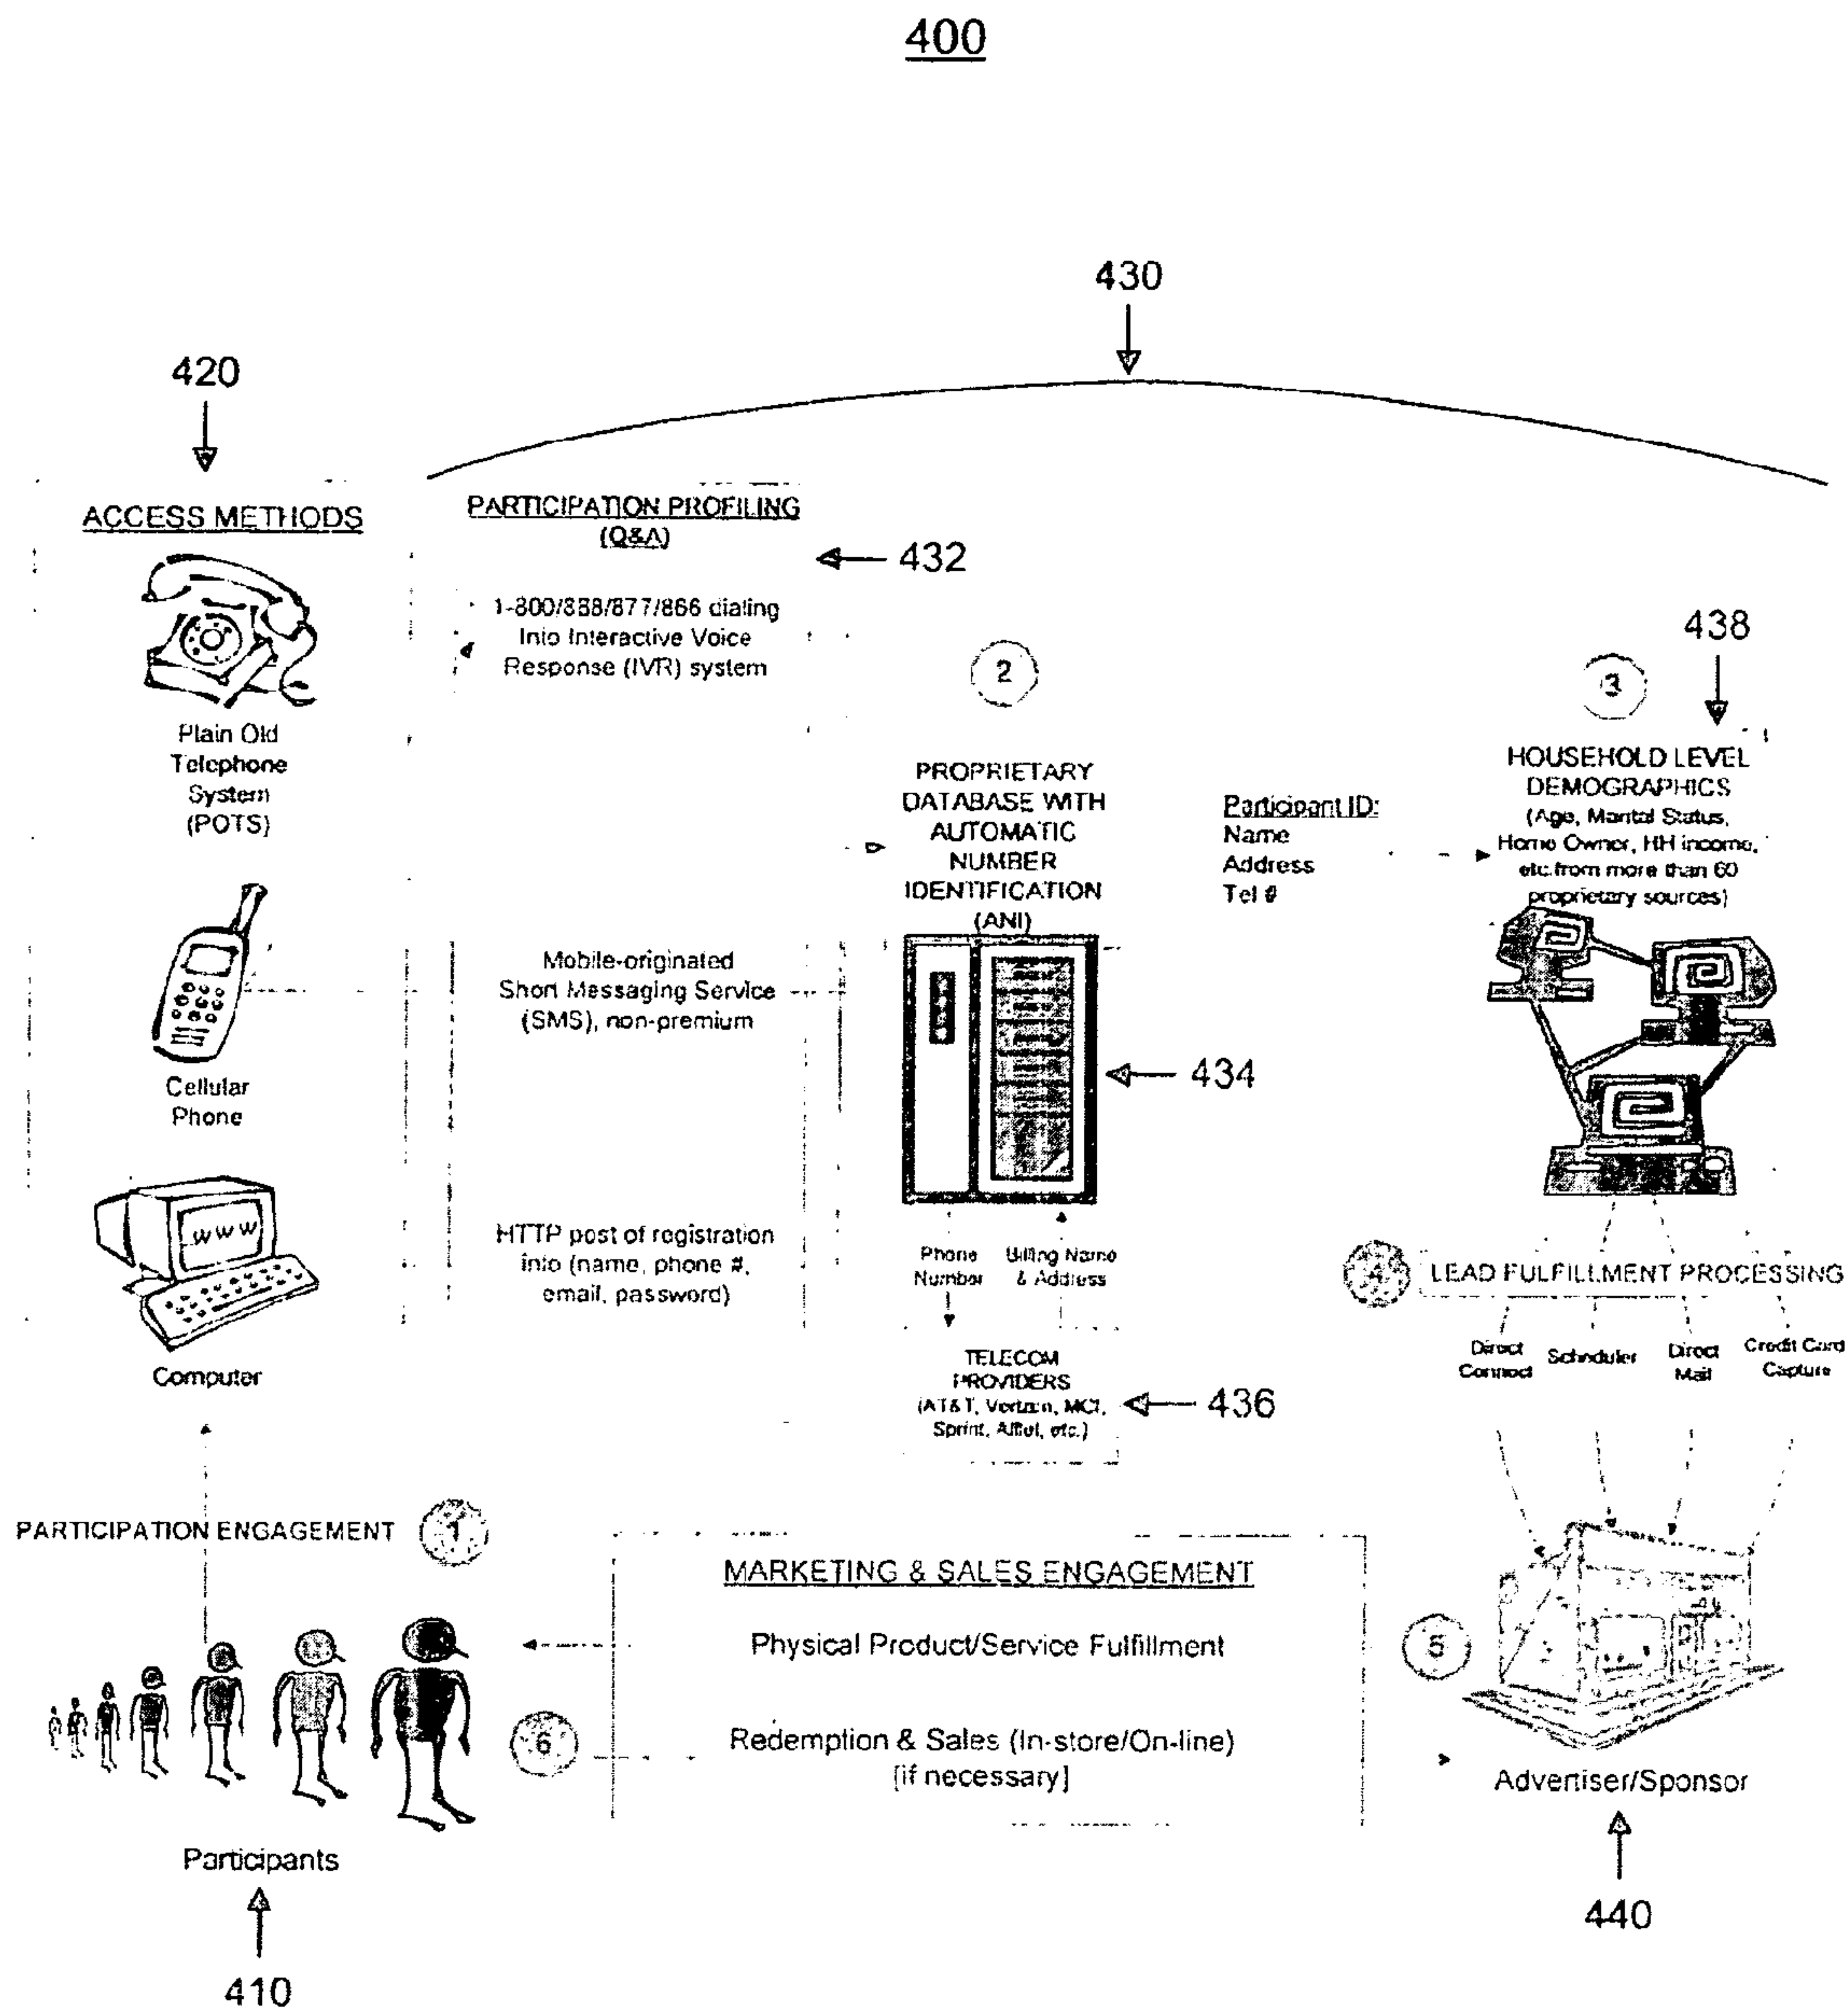 400
430
420
ACCESS METHODS
PARTICIPATION PROFILING
(Q&A)
432
1-800/888/877/866 dialing
Into Interactive Voice
Response (IVR) system
Plain Old
Telephone
System
(POTS)
2
PROPRIETARY
DATABASE WITH
AUTOMATIC
NUMBER
IDENTIFICATION
(ANI)
Participant ID:
Name
Address
Tel #
438
3
HOUSEHOLD LEVEL
DEMOGRAPHICS
(Age, Marital Status,
Home Owner, HH income,
etc. from more than 60
proprietary sources)
Cellular
Phone
Mobile-originated
Short Messaging Service
(SMS), non-premium
434
WWW
Computer
HTTP post of registration
info (name, phone #,
email, password)
Phone
Number
Billing Name
& Address
TELECOM
PROVIDERS
(AT&T, Verizon, MCI,
Sprint, Alltel, etc.)
436
4
LEAD FULFILLMENT PROCESSING
Direct
Connect
Scheduler
Direct
Mail
Credit Card
Capture
PARTICIPATION ENGAGEMENT
1
MARKETING & SALES ENGAGEMENT
Physical Product/Service Fulfillment
5
6
Redemption & Sales (In-store/On-line)
[if necessary]
Participants
410
Advertiser/Sponsor
440